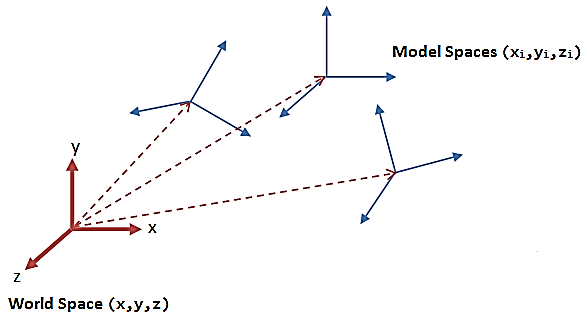 Model Spaces (xi,yi,zi)
y
x
z
World Space (x,y,z)